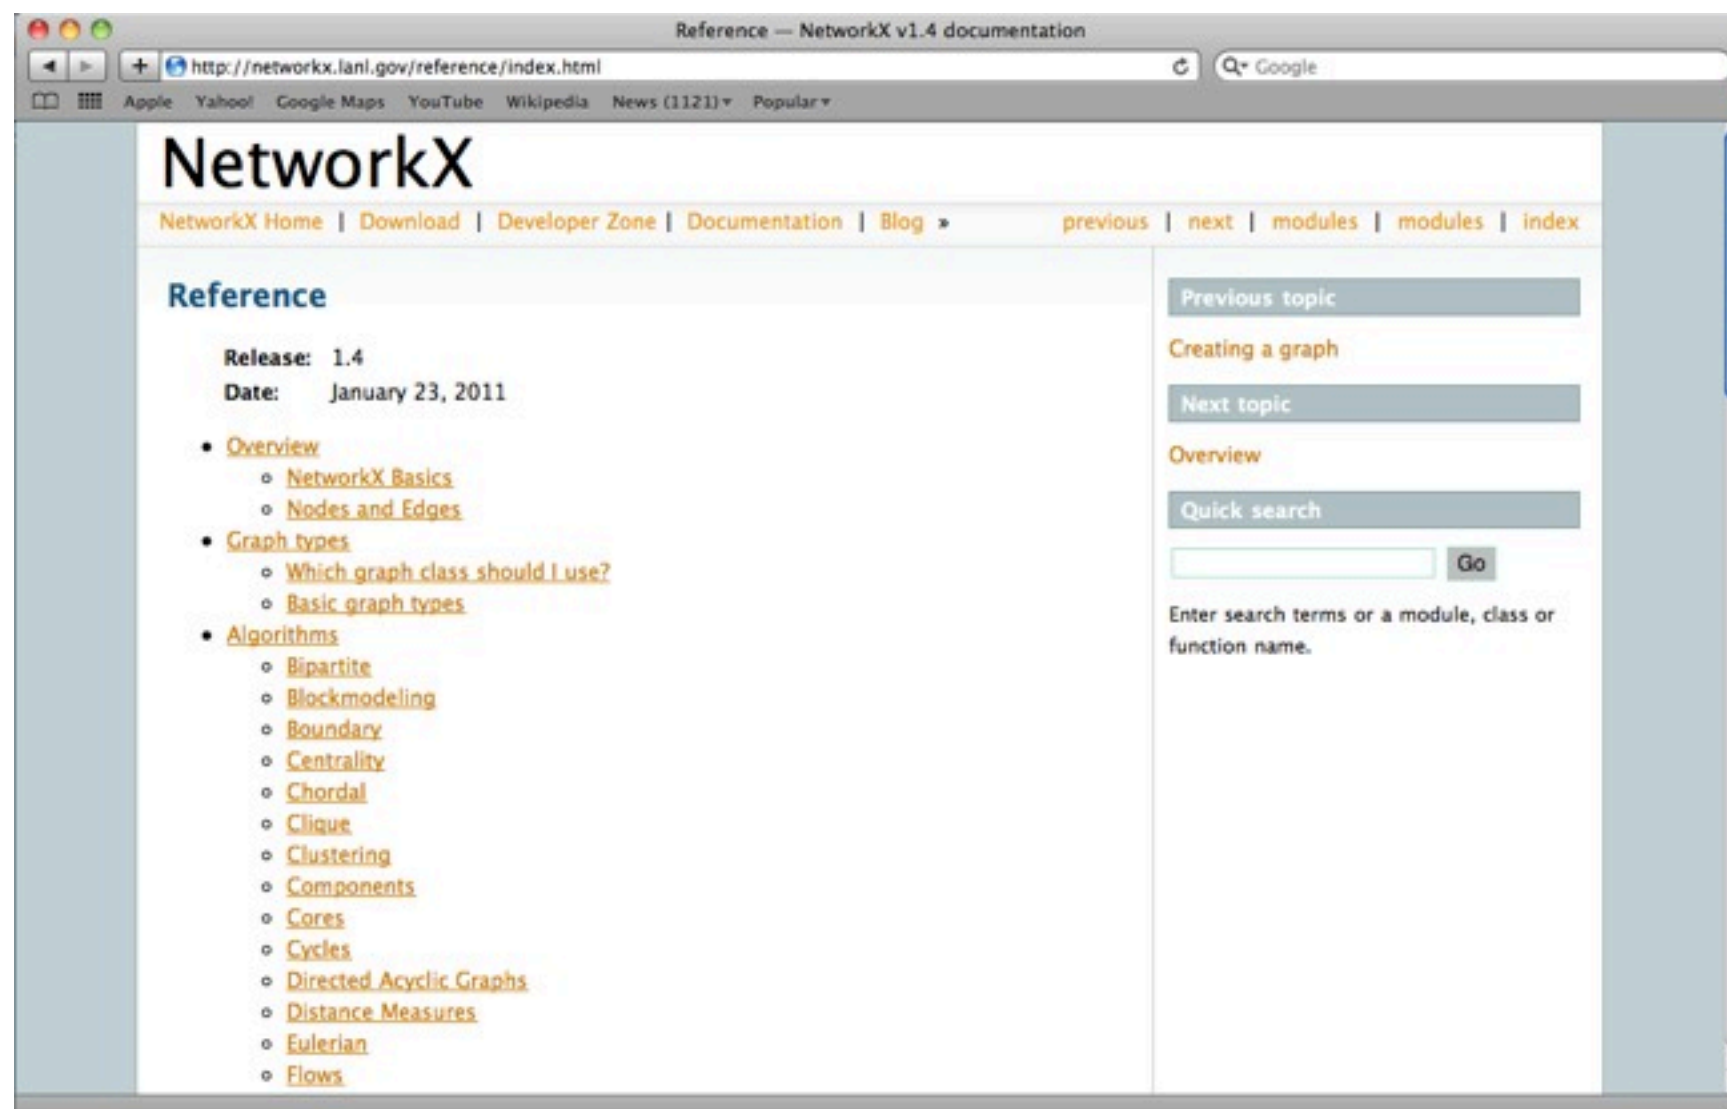 Reference — NetworkX v1.4 documentation
http://networkx.lanl.gov/reference/index.html
Google
Apple Yahoo! Google Maps YouTube Wikipedia News (1121) Popular
NetworkX
NetworkX Home | Download | Developer Zone | Documentation | Blog » previous | next | modules | modules | index
Reference
Release: 1.4
Date: January 23, 2011
• Overview
◦ NetworkX Basics
◦ Nodes and Edges
• Graph types
◦ Which graph class should I use?
◦ Basic graph types
• Algorithms
◦ Bipartite
◦ Blockmodeling
◦ Boundary
◦ Centrality
◦ Chordal
◦ Clique
◦ Clustering
◦ Components
◦ Cores
◦ Cycles
◦ Directed Acyclic Graphs
◦ Distance Measures
◦ Eulerian
◦ Flows
Previous topic
Creating a graph
Next topic
Overview
Quick search
Go
Enter search terms or a module, class or
function name.